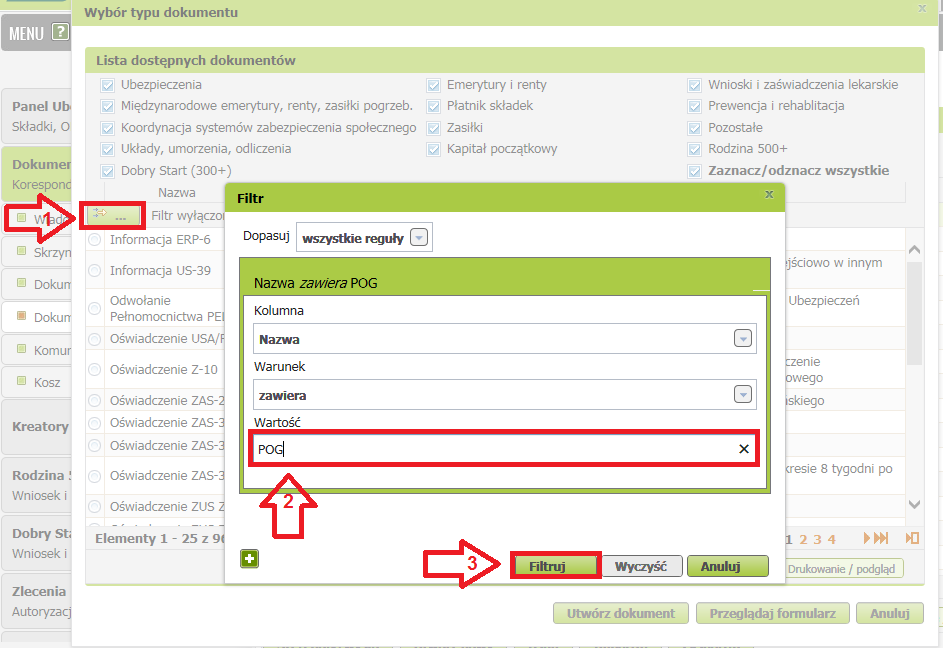 Wybór typu dokumentu x
MENU ?
Lista dostępnych dokumentów
Ubezpieczenia Emerytury i renty Wnioski i zaświadczenia lekarskie
Międzynarodowe emerytury, renty, zasiłki pogrzeb. Płatnik składek Prewencja i rehablitacja
Koordynacja systemów zabezpieczenia społecznego Zasiłki Pozostałe
Układy, umorzenia, odliczenia Kapitał początkowy Rodzina 500+
Dobry Start (300+) Zaznacz/odznacz wszystkie
Panel Ub
Składki, O
Dokumen
Korespond
Skrzyn
Dokum
Dokum
Komun
Kosz
Kreatory
Rodzina
Wniosek i
Dobry Sta
Wniosek i
Zlecenia
Autoryzacj
Nazwa
1 ... Filtr wyłączon
Informacja ERP-6
Informacja US-39 ejściowo w innym
Odwołanie
Pełnomocnictwa PEL Ubezpieczeń
Oświadczenie USA/R
Oświadczenie Z-10 czenie
owego
Oświadczenie ZAS-2 skiego
Oświadczenie ZAS-3
Oświadczenie ZAS-3
Oświadczenie ZAS-3 kresie 8 tygodni po
Oświadczenie ZUS Z
Elementy 1 - 25 z 96 1 2 3 4
Filtr x
Dopasuj wszystkie reguły
Nazwa zawiera POG
Kolumna
Nazwa
Warunek
zawiera
Wartość
POG ×
2
3 Filtruj Wyczyść Anuluj
Drukowanie / podgląd
Utwórz dokument Przeglądaj formularz Anuluj